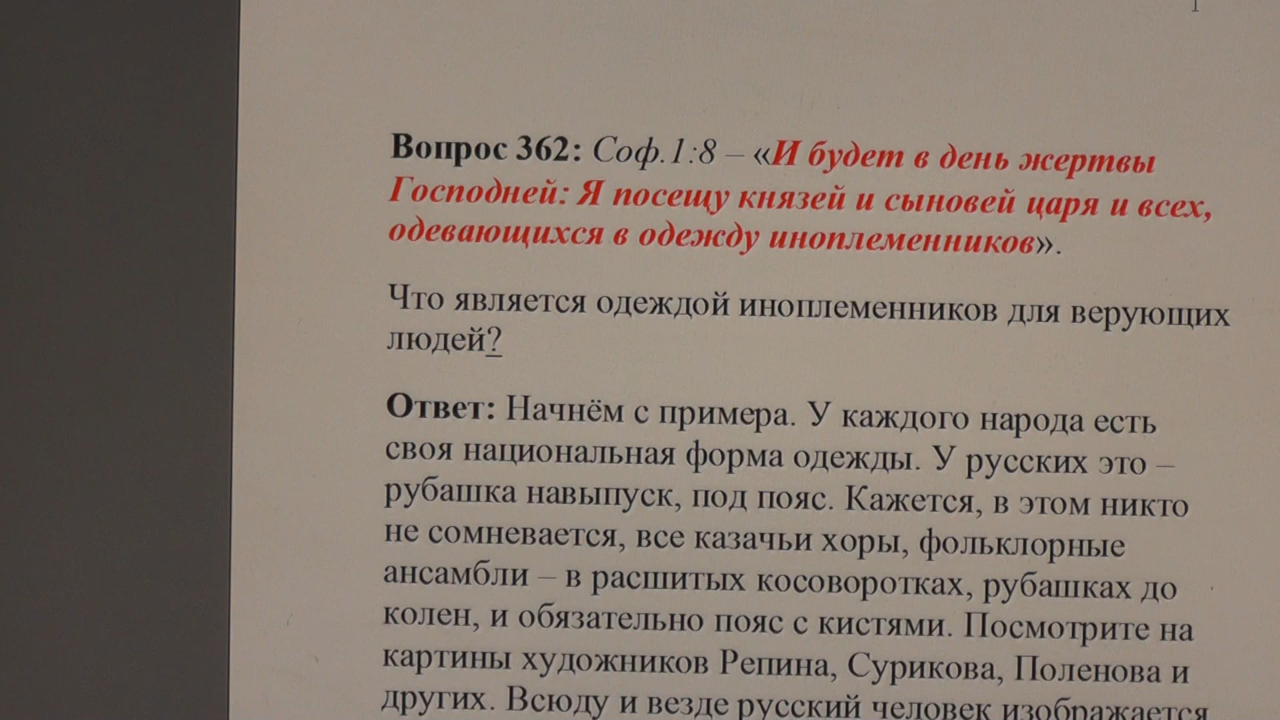 1
Вопрос 362: Соф.1:8 – «И будет в день жертвы
Господней: Я посещу князей и сыновей царя и всех,
одевающихся в одежду иноплеменников».
Что является одеждой иноплеменников для верующих
людей?
Ответ: Начнём с примера. У каждого народа есть
своя национальная форма одежды. У русских это –
рубашка навыпуск, под пояс. Кажется, в этом никто
не сомневается, все казачьи хоры, фольклорные
ансамбли – в расшитых косоворотках, рубашках до
колен, и обязательно пояс с кистями. Посмотрите на
картины художников Репина, Сурикова, Поленова и
других. Всюду и везде русский человек изображается